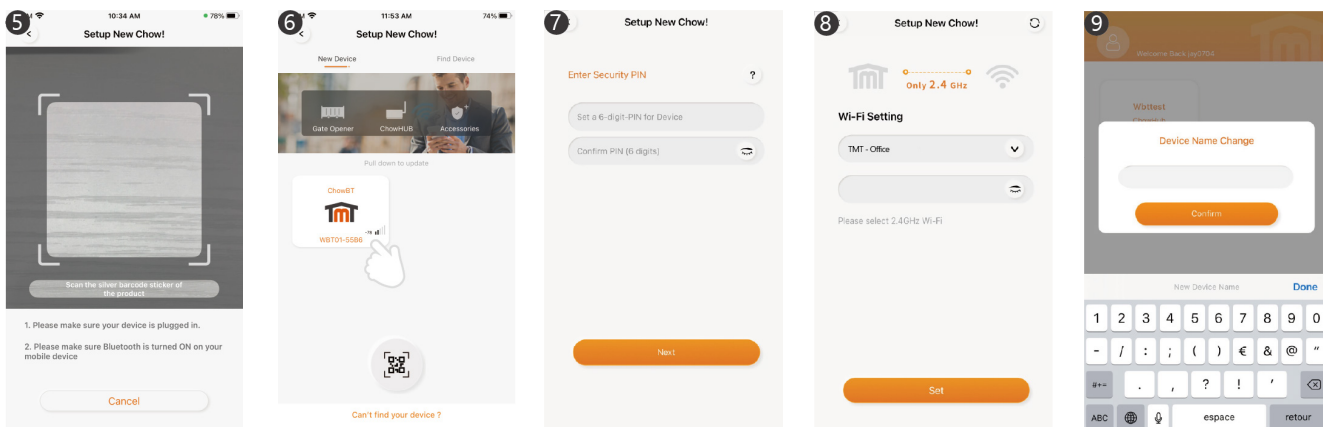 5
10:34 AM
78%
Setup New Chow!
Scan the silver barcode sticker of
the product
1. Please make sure your device is plugged in.
2. Please make sure Bluetooth is turned ON on your
mobile device
Cancel
6
11:53 AM
74%
Setup New Chow!
New Device
Find Device
Gate Opener
ChowHUB
Accessories
Pull down to update
ChowBT
WBT01-55B6
Can't find your device ?
7
Setup New Chow!
Enter Security PIN
?
Set a 6-digit-PIN for Device
Confirm PIN (6 digits)
Next
8
Setup New Chow!
Only 2.4 GHz
Wi-Fi Setting
TMT - Office
Please select 2.4GHz Wi-Fi
Set
9
Welcome Back jay0704
Wbttest
Device Name Change
Confirm
New Device Name
Done
1 2 3 4 5 6 7 8 9 0
- / : ; ( ) € & @ "
#+= . , ? ! '
ABC espace retour